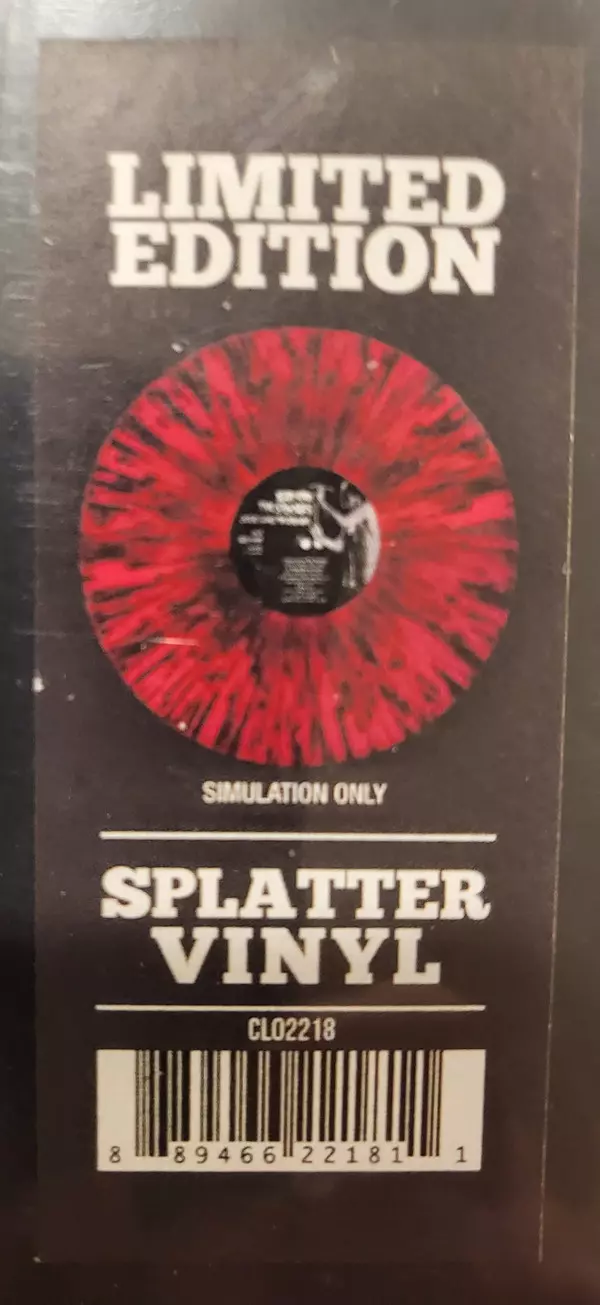 LIMITED
EDITION
SIMULATION ONLY
SPLATTER
VINYL
CLO2218
8 89466 22181 1